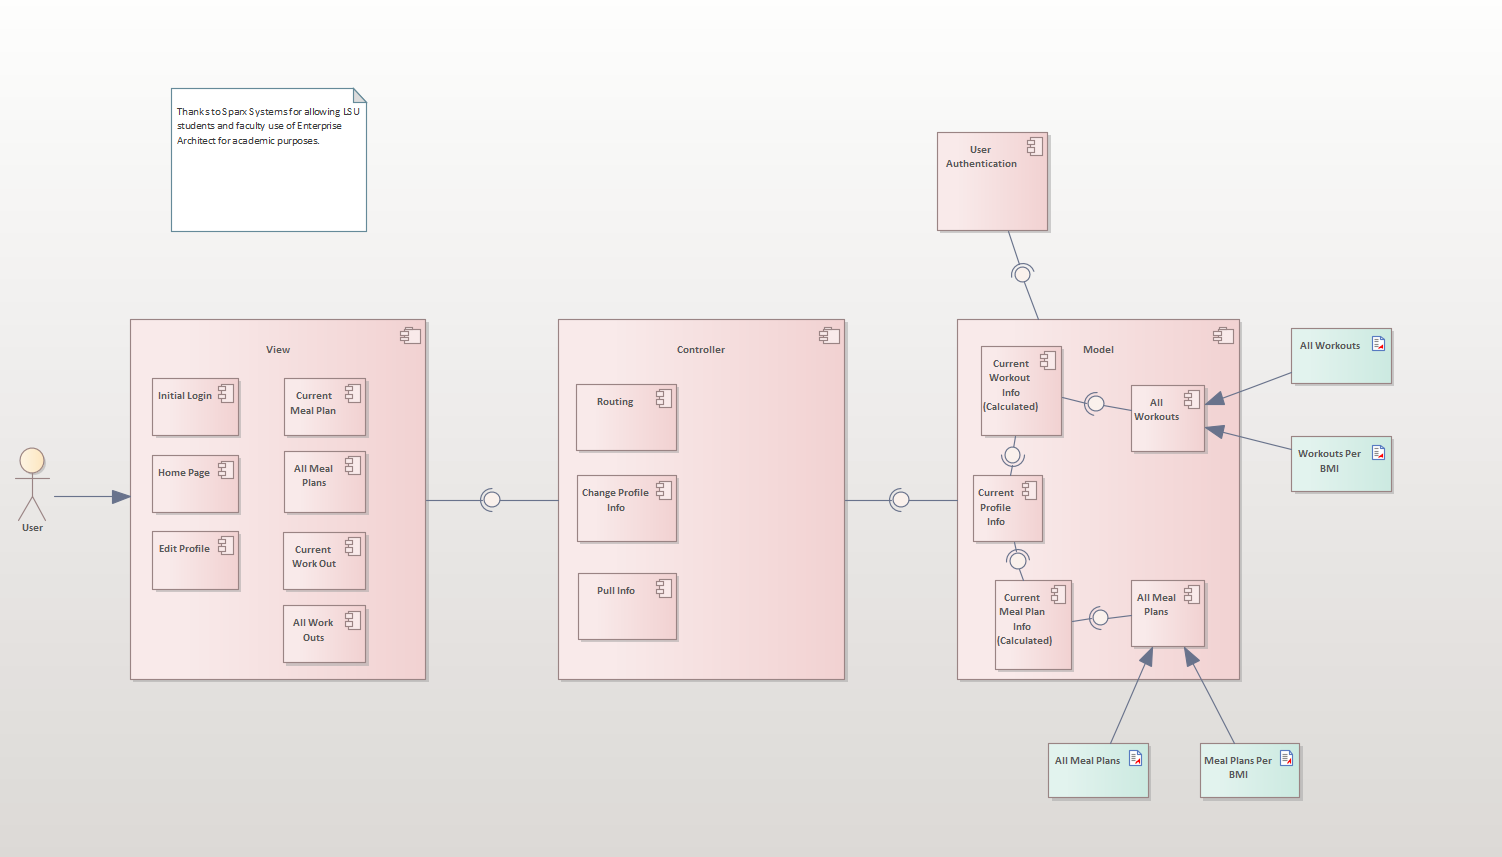 Thanks to Sparx Systems for allowing LSU
students and faculty use of Enterprise
Architect for academic purposes.
User
Authentication
View
Initial Login
Current
Meal Plan
Home Page
All Meal
Plans
Edit Profile
Current
Work Out
All Work
Outs
User
Controller
Routing
Change Profile
Info
Pull Info
Model
Current
Workout
Info
(Calculated)
All
Workouts
Current
Profile
Info
Current
Meal Plan
Info
(Calculated)
All Meal
Plans
All Workouts
Workouts Per
BMI
All Meal Plans
Meal Plans Per
BMI